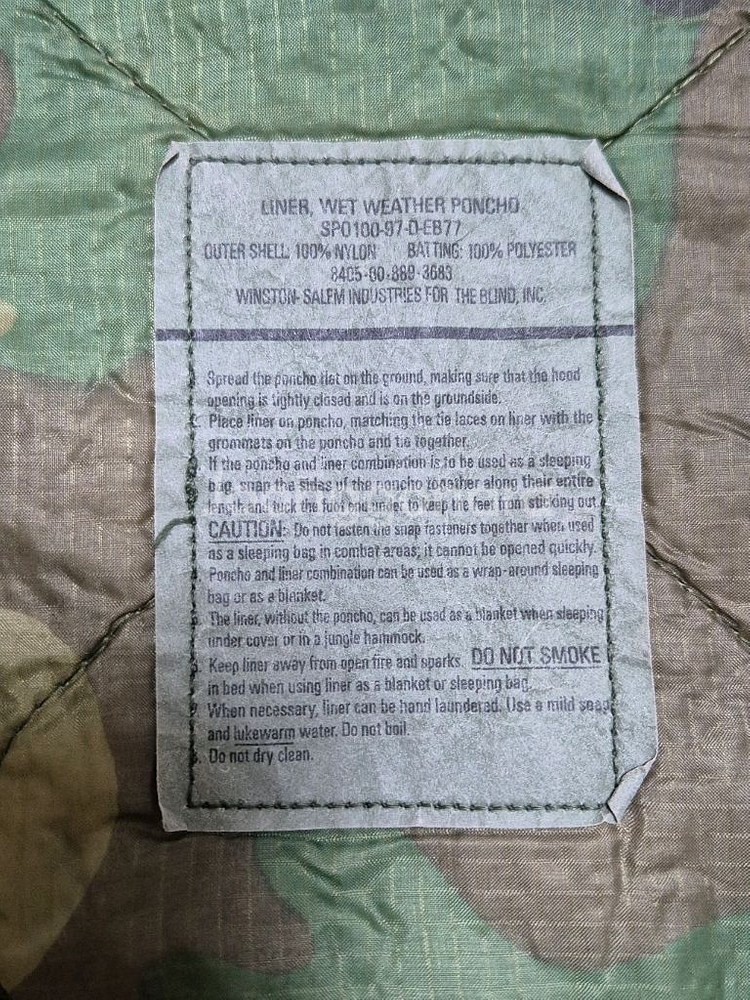 LINER, WET WEATHER PONCHO
SPO100-97-D-EB77
OUTER SHELL: 100% NYLON BATTING: 100% POLYESTER
8405-00-889-3683
WINSTON-SALEM INDUSTRIES FOR THE BLIND, INC.
Spread the poncho flat on the ground, making sure that the hood
opening is tightly closed and is on the groundside.
2. Place liner on poncho, matching the tie laces on liner with the
grommats on the poncho and tie together.
If the poncho and liner combination is to be used as a sleeping
bag, snap the sides of the poncho together along their entire
length and tuck the foot end under to keep the feet from sticking out.
CAUTION: Do not fasten the snap fasteners together when used
as a sleeping bag in combat areas; it cannot be opened quickly.
Poncho and liner combination can be used as a wrap-around sleeping
bag or as a blanket.
The liner, without the poncho, can be used as a blanket when sleeping
under cover or in a jungle hammock.
Keep liner away from open fire and sparks. DO NOT SMOKE
in bed when using liner as a blanket or sleeping bag.
7. When necessary, liner can be hand laundered. Use a mild soap
and lukewarm water. Do not boil.
Do not dry clean.